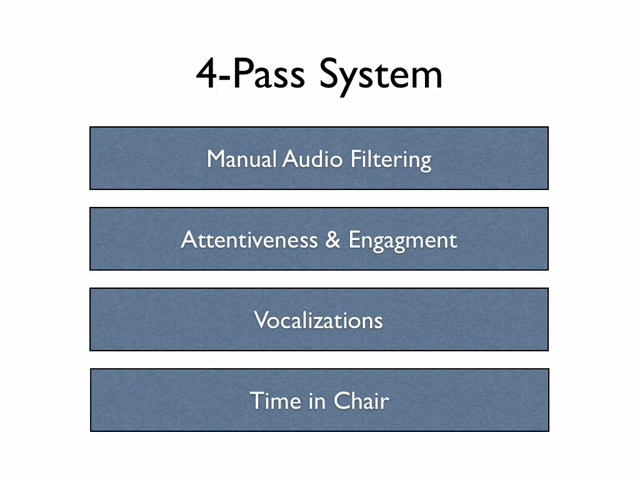 4-Pass System
Manual Audio Filtering
Attentiveness & Engagment
Vocalizations
Time in Chair